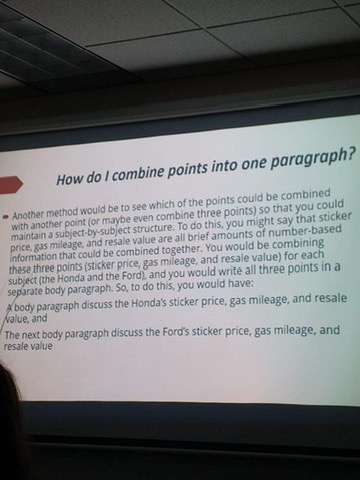 How do I combine points into one paragraph?
Another method would be to see which of the points could be combined
with another point (or maybe even combine three points) so that you could
maintain a subject-by-subject structure. To do this, you might say that sticker
price, gas mileage, and resale value are all brief amounts of number-based
information that could be combined together. You would be combining
these three points (sticker price, gas mileage, and resale value) for each
subject (the Honda and the Ford), and you would write all three points in a
separate body paragraph. So, to do this, you would have:
A body paragraph discuss the Honda's sticker price, gas mileage, and resale
value, and
The next body paragraph discuss the Ford's sticker price, gas mileage, and
resale value